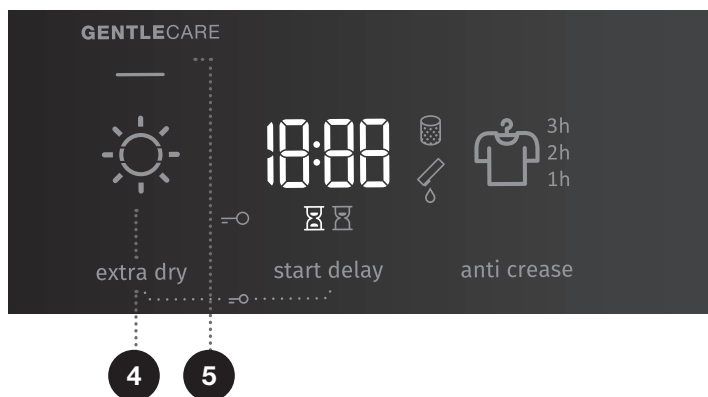 GENTLECARE
18:88
3h
2h
1h
extra dry
start delay
anti crease
4
5